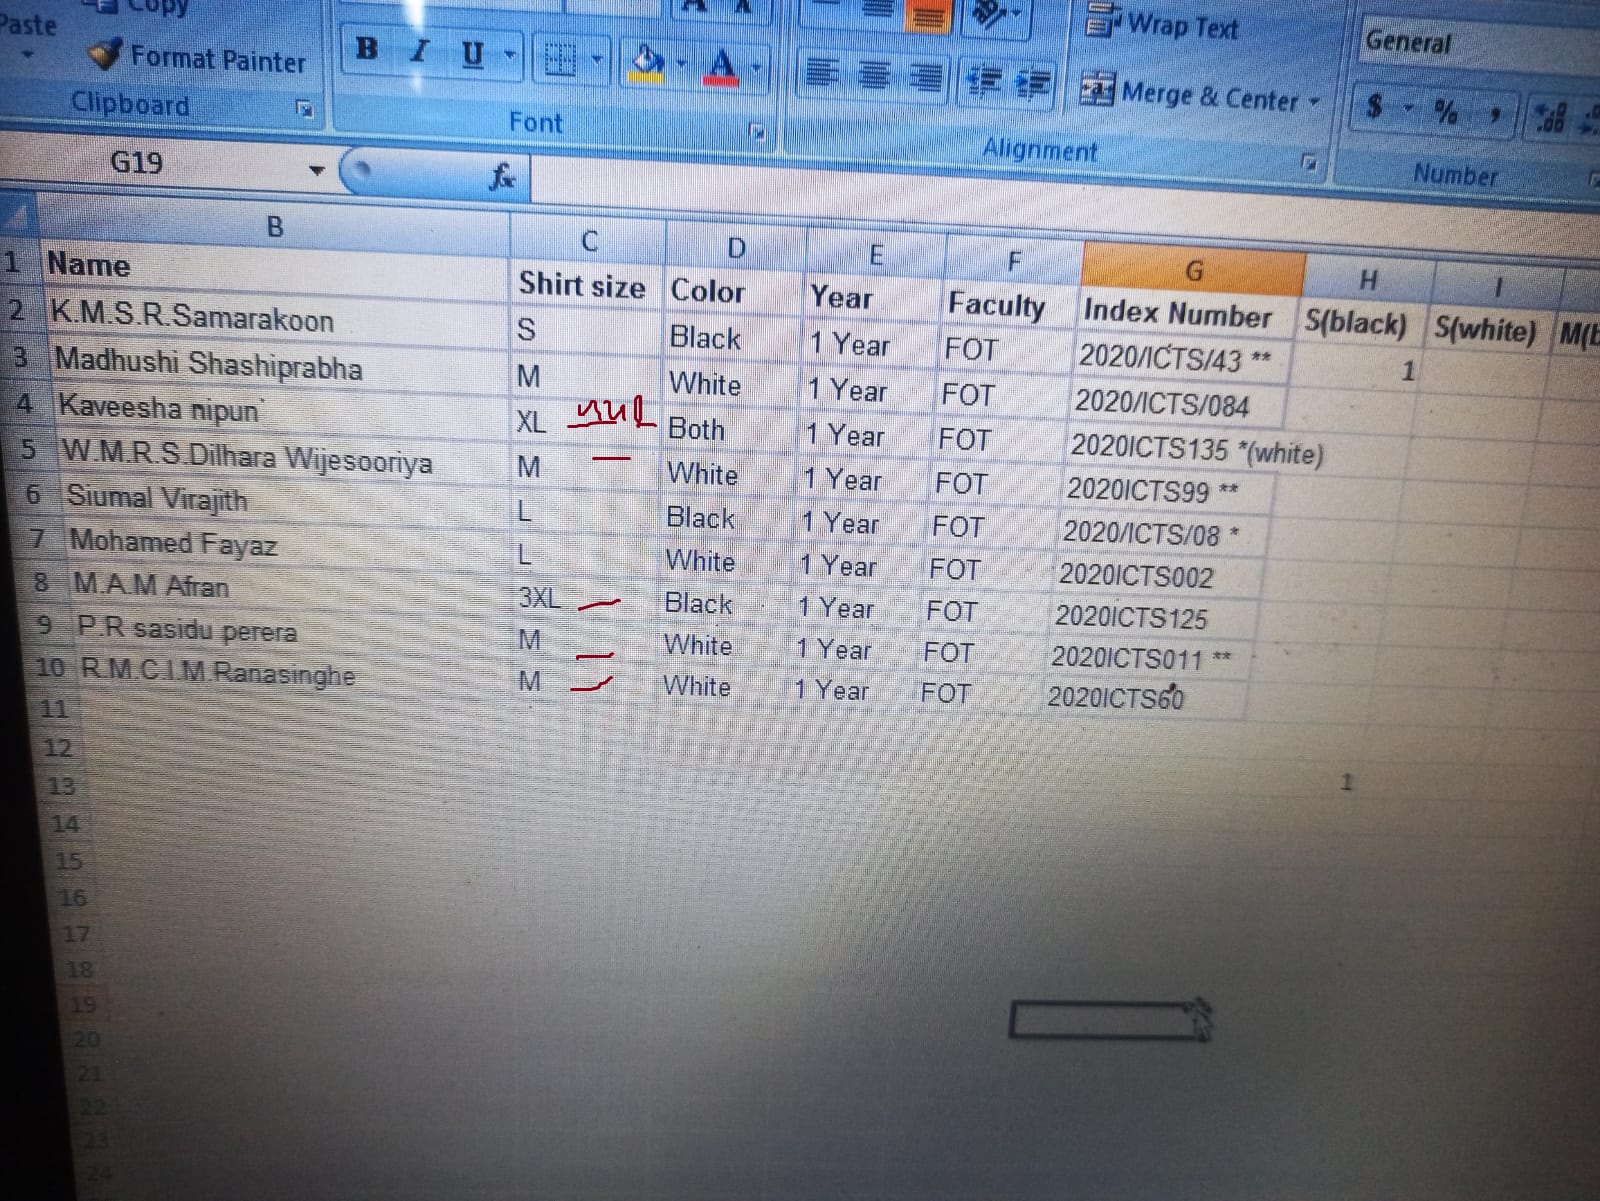 Paste
Copy
Format Painter
Clipboard
B I U
A A
A
Font
Wrap Text
Merge & Center
Alignment
General
$ % ,
Number
G19
fx
B C D E F G H I
1 Name Shirt size Color Year Faculty Index Number S(black) S(white) M(b
2 K.M.S.R.Samarakoon S Black 1 Year FOT 2020/ICTS/43 ** 1
3 Madhushi Shashiprabha M White 1 Year FOT 2020/ICTS/084
4 Kaveesha nipun XL Both 1 Year FOT 2020ICTS135 *(white)
5 W.M.R.S.Dilhara Wijesooriya M White 1 Year FOT 2020ICTS99 **
6 Siumal Virajith L Black 1 Year FOT 2020/ICTS/08 *
7 Mohamed Fayaz L White 1 Year FOT 2020ICTS002
8 M.A.M Afran 3XL Black 1 Year FOT 2020ICTS125
9 P.R sasidu perera M White 1 Year FOT 2020ICTS011 **
10 R.M.C.I.M.Ranasinghe M White 1 Year FOT 2020ICTS60
11
12
13 1
14
15
16
17
18
19
20
21
22
23
24